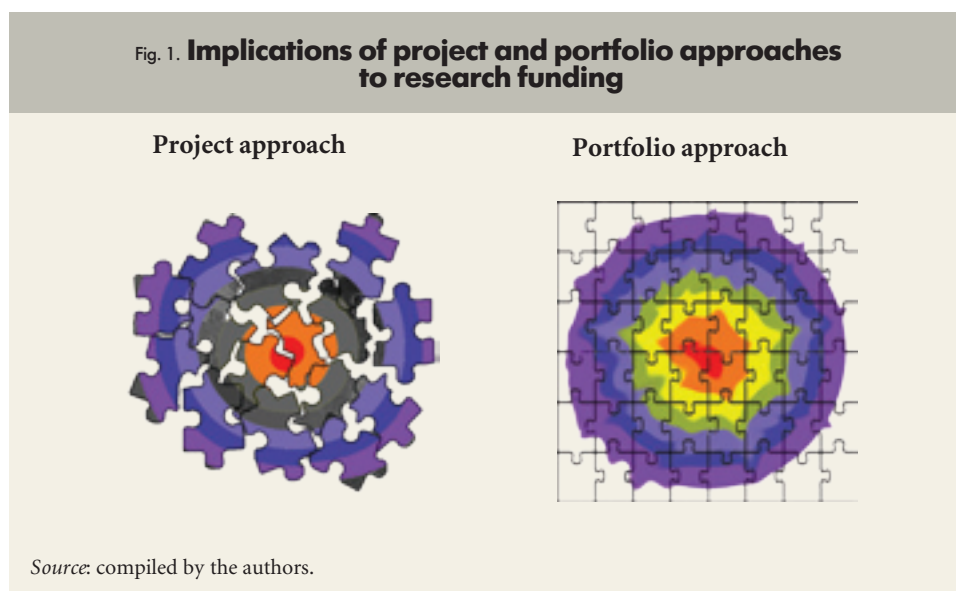 Fig. 1. Implications of project and portfolio approaches
to research funding
Project approach
Portfolio approach
Source: compiled by the authors.